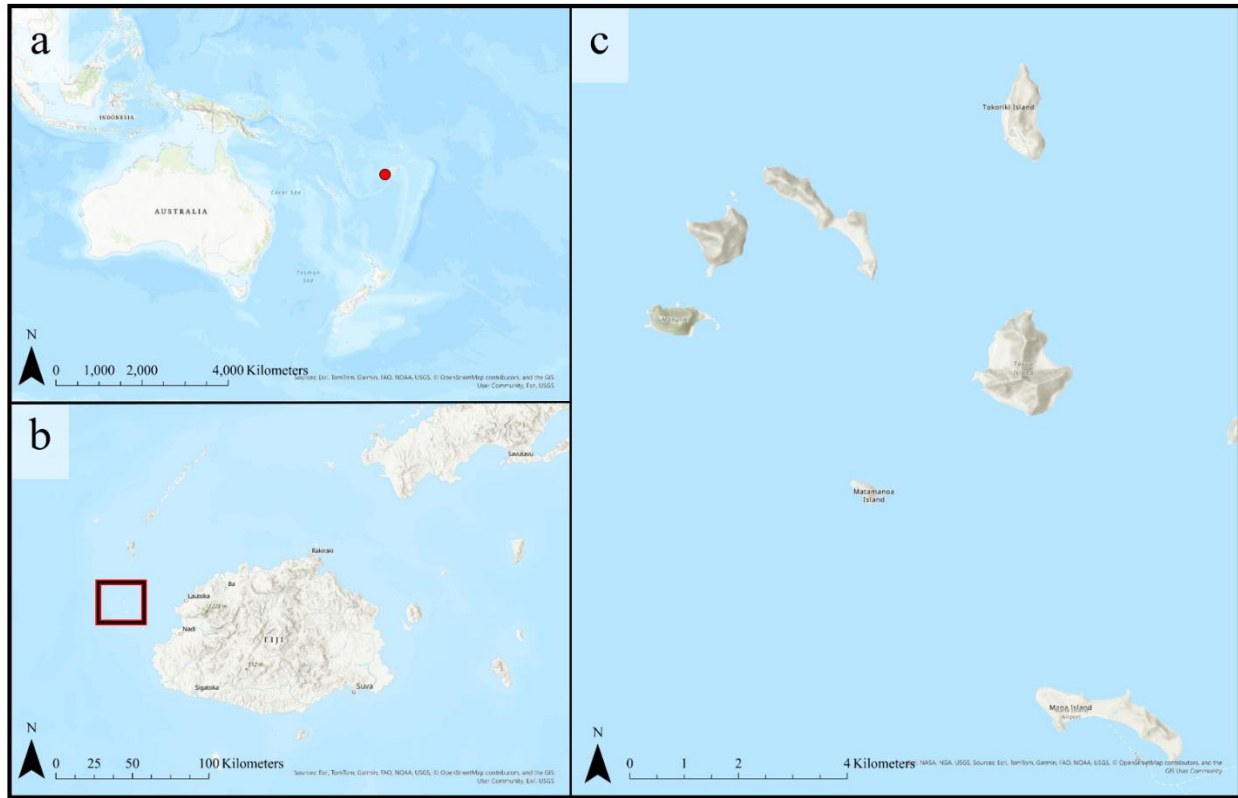 a
INDONESIA
AUSTRALIA
Coral Sea
Tasman
Sea
N
0 1,000 2,000 4,000 Kilometers
Sources: Esri, TomTom, Garmin, FAO, NOAA, USGS, © OpenStreetMap contributors, and the GIS
User Community, Esri, USGS
b
Savusavu
Rakiraki
Ba
Lautoka
Nadi
FIJI
Sigatoka
Suva
N
0 25 50 100 Kilometers
Sources: Esri, TomTom, Garmin, FAO, NOAA, USGS, © OpenStreetMap contributors, and the GIS
User Community, Esri, USGS
c
Tokoriki Island
Island
Matamanoa
Island
Mana Island
Airport
N
0 1 2 4 Kilometers
NASA, NGA, USGS, Sources: Esri, TomTom, Garmin, FAO, NOAA, USGS, © OpenStreetMap contributors, and the
GIS User Community